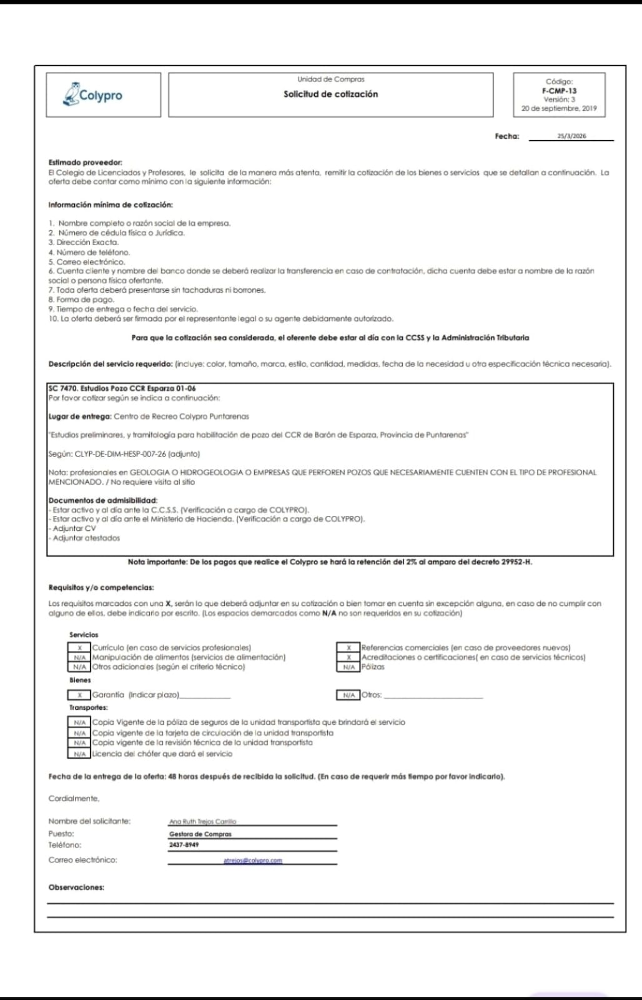 Colypro
Unidad de Compras
Solicitud de cotización
Código:
F-CMP-13
Versión: 3
20 de septiembre, 2019
Fecha: 25/3/2026
Estimado proveedor:
El Colegio de Licenciados y Profesores, le solicita de la manera más atenta, remitir la cotización de los bienes o servicios que se detallan a continuación. La
oferta debe contar como mínimo con la siguiente información:
Información mínima de cotización:
1. Nombre completo o razón social de la empresa.
2. Número de cédula física o Jurídica.
3. Dirección Exacta.
4. Número de teléfono.
5. Correo electrónico.
6. Cuenta cliente y nombre del banco donde se deberá realizar la transferencia en caso de contratación, dicha cuenta debe estar a nombre de la razón
social o persona física ofertante.
7. Toda oferta deberá presentarse sin tachaduras ni borrones.
8. Forma de pago.
9. Tiempo de entrega o fecha del servicio.
10. La oferta deberá ser firmada por el representante legal o su agente debidamente autorizado.
Para que la cotización sea considerada, el oferente debe estar al día con la CCSS y la Administración Tributaria
Descripción del servicio requerido: (incluye: color, tamaño, marca, estilo, cantidad, medidas, fecha de la necesidad u otra especificación técnica necesaria).
SC 7470. Estudios Pozo CCR Esparza 01-06
Por favor cotizar según se indica a continuación:
Lugar de entrega: Centro de Recreo Colypro Puntarenas
"Estudios preliminares, y tramitología para habilitación de pozo del CCR de Barón de Esparza, Provincia de Puntarenas"
Según: CLYP-DE-DIM-HESP-007-26 (adjunto)
Nota: profesionales en GEOLOGIA O HIDROGEOLOGIA O EMPRESAS QUE PERFOREN POZOS QUE NECESARIAMENTE CUENTEN CON EL TIPO DE PROFESIONAL
MENCIONADO. / No requiere visita al sitio
Documentos de admisibilidad:
- Estar activo y al día ante la C.C.S.S. (Verificación a cargo de COLYPRO).
- Estar activo y al día ante el Ministerio de Hacienda. (Verificación a cargo de COLYPRO).
- Adjuntar CV
- Adjuntar atestados
Nota importante: De los pagos que realice el Colypro se hará la retención del 2% al amparo del decreto 29952-H.
Requisitos y/o competencias:
Los requisitos marcados con una X, serán lo que deberá adjuntar en su cotización o bien tomar en cuenta sin excepción alguna, en caso de no cumplir con
alguno de ellos, debe indicarlo por escrito. (Los espacios demarcados como N/A no son requeridos en su cotización)
Servicios
X Currículo (en caso de servicios profesionales) X Referencias comerciales (en caso de proveedores nuevos)
N/A Manipulación de alimentos (servicios de alimentación) X Acreditaciones o certificaciones( en caso de servicios técnicos)
N/A Otros adicionales (según el criterio técnico) N/A Pólizas
Bienes
X Garantía (Indicar plazo)____________ N/A Otros: ________________________
Transportes:
N/A Copia Vigente de la póliza de seguros de la unidad transportista que brindará el servicio
N/A Copia vigente de la tarjeta de circulación de la unidad transportista
N/A Copia vigente de la revisión técnica de la unidad transportista
N/A Licencia del chófer que dará el servicio
Fecha de la entrega de la oferta: 48 horas después de recibida la solicitud. (En caso de requerir más tiempo por favor indicarlo).
Cordialmente,
Nombre del solicitante: Ana Ruth Trejos Carrillo
Puesto: Gestora de Compras
Teléfono: 2437-8949
Correo electrónico: atrejos@colypro.com
Observaciones: